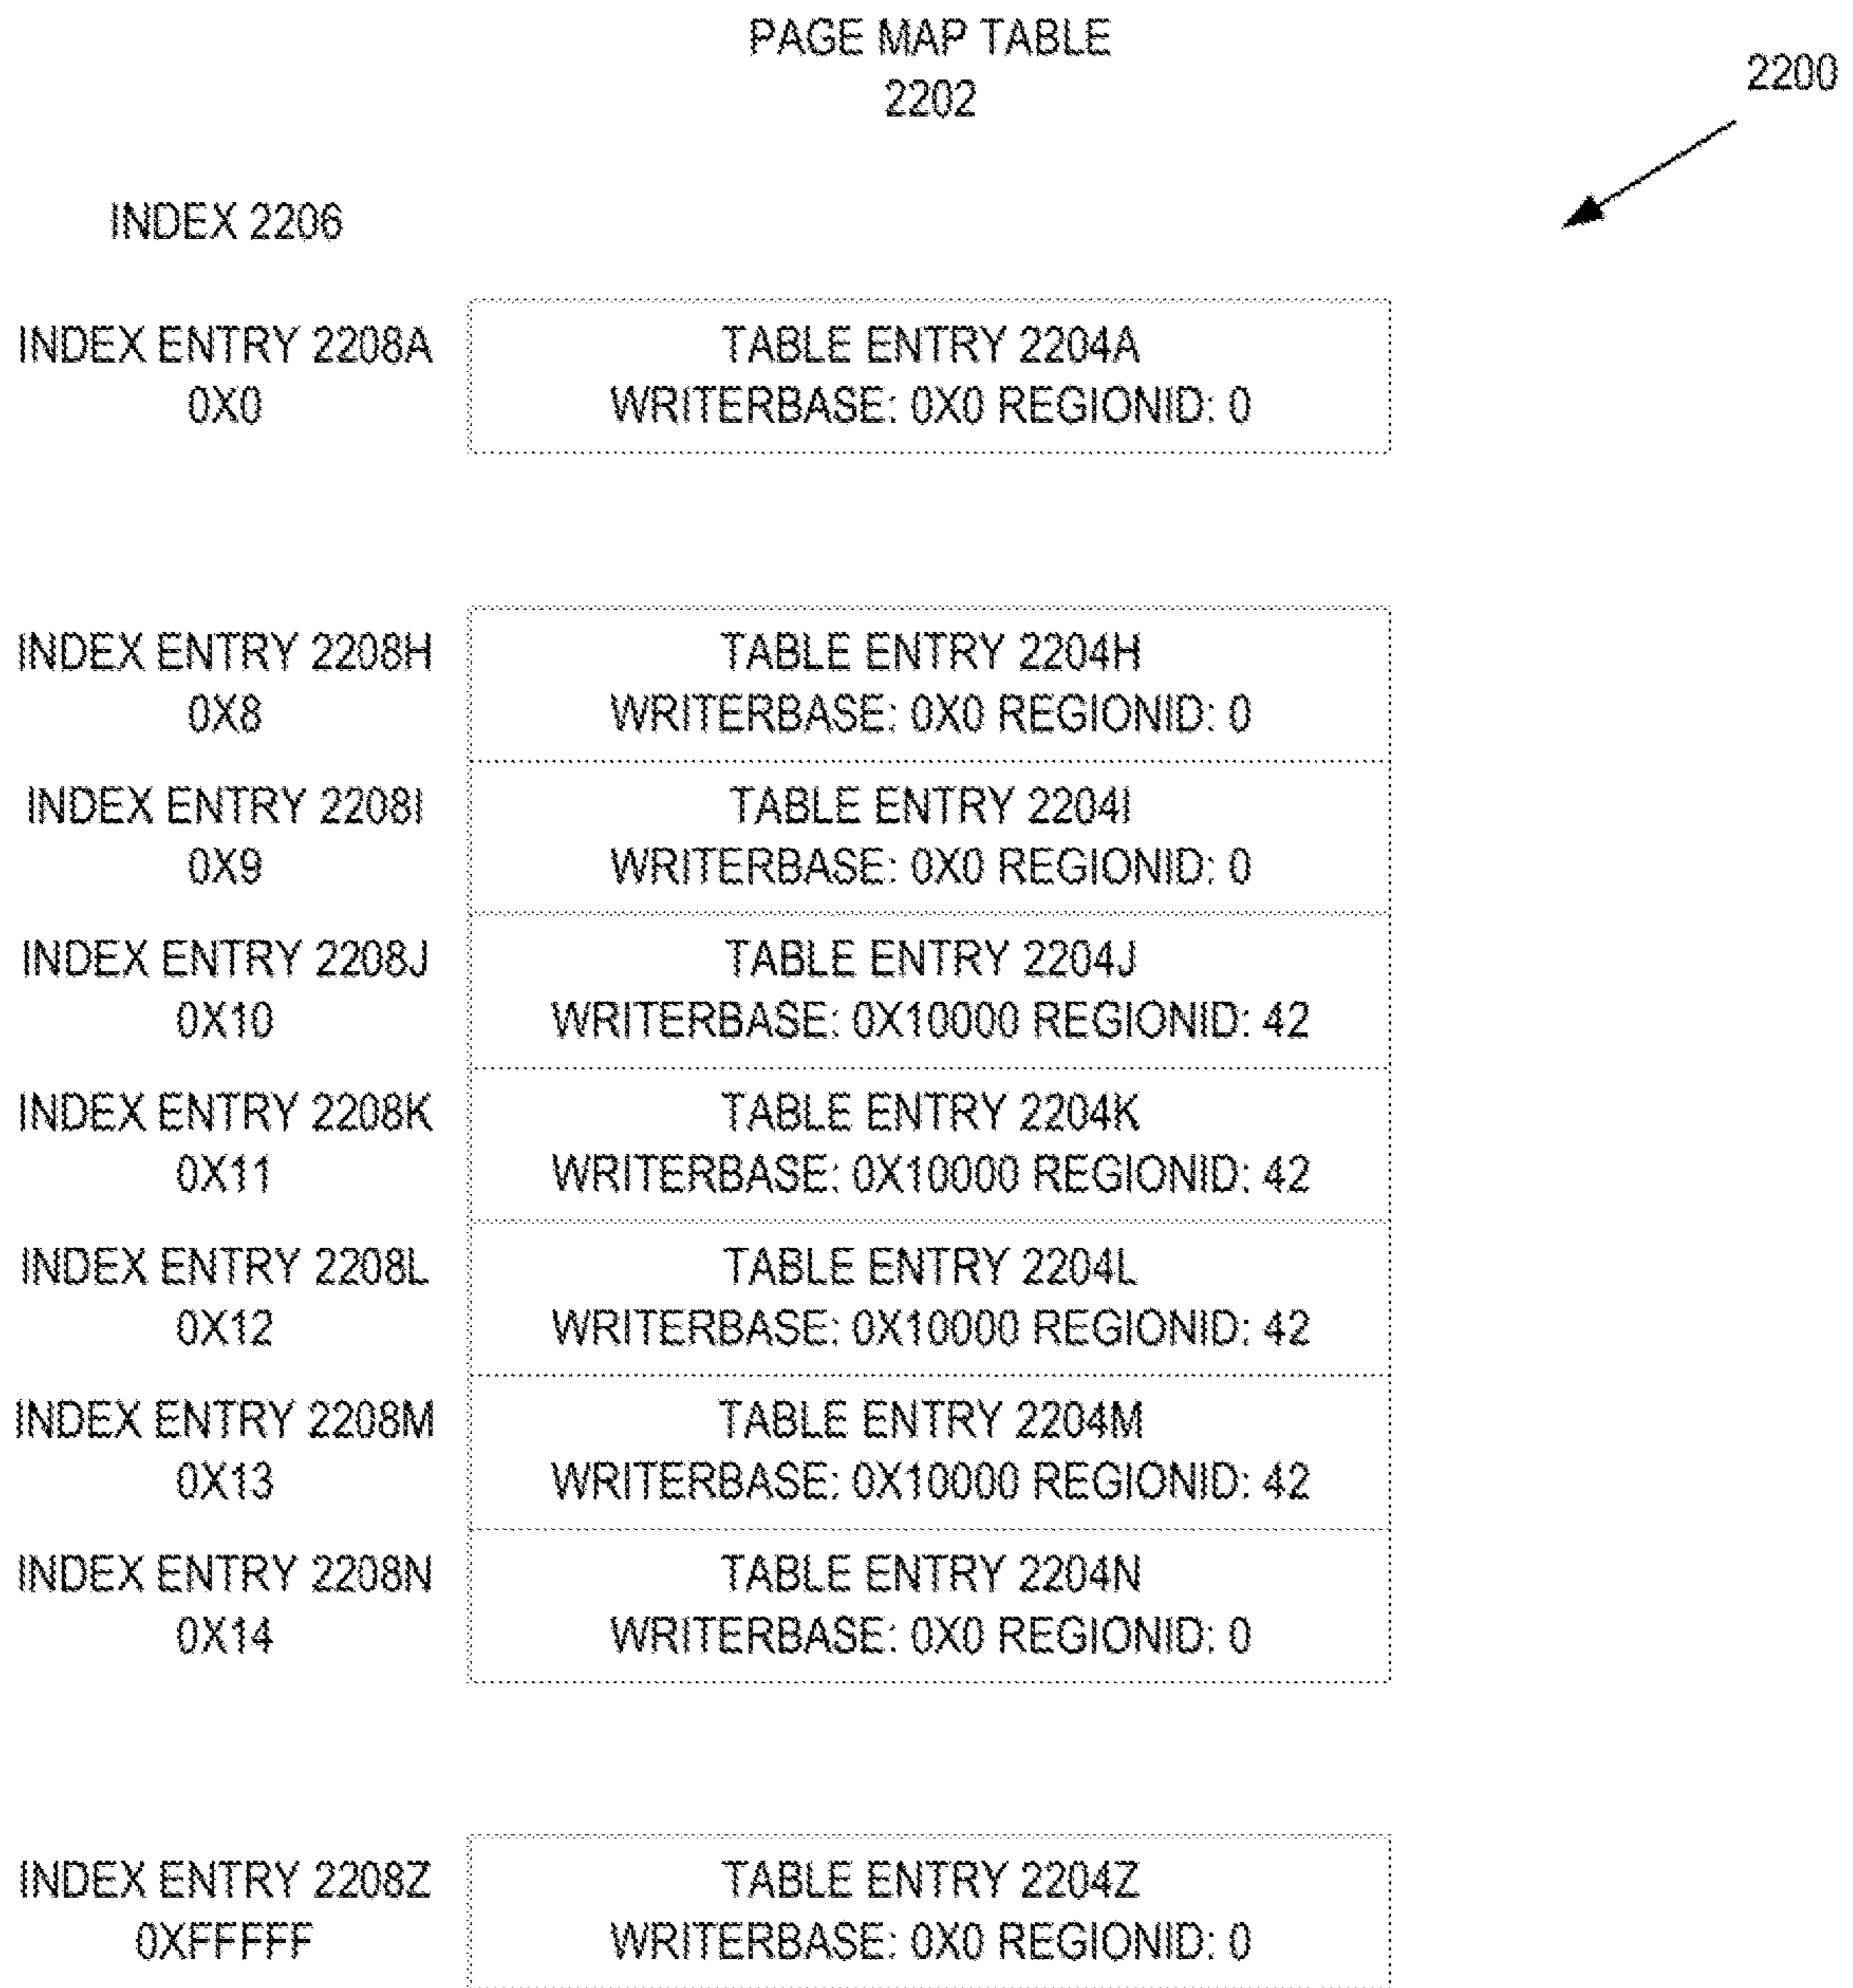 PAGE MAP TABLE
2202
2200
INDEX 2206
INDEX ENTRY 2208A
0X0
TABLE ENTRY 2204A
WRITERBASE: 0X0 REGIONID: 0
INDEX ENTRY 2208H
0X8
TABLE ENTRY 2204H
WRITERBASE: 0X0 REGIONID: 0
INDEX ENTRY 2208I
0X9
TABLE ENTRY 2204I
WRITERBASE: 0X0 REGIONID: 0
INDEX ENTRY 2208J
0X10
TABLE ENTRY 2204J
WRITERBASE: 0X10000 REGIONID: 42
INDEX ENTRY 2208K
0X11
TABLE ENTRY 2204K
WRITERBASE: 0X10000 REGIONID: 42
INDEX ENTRY 2208L
0X12
TABLE ENTRY 2204L
WRITERBASE: 0X10000 REGIONID: 42
INDEX ENTRY 2208M
0X13
TABLE ENTRY 2204M
WRITERBASE: 0X10000 REGIONID: 42
INDEX ENTRY 2208N
0X14
TABLE ENTRY 2204N
WRITERBASE: 0X0 REGIONID: 0
INDEX ENTRY 2208Z
0XFFFFF
TABLE ENTRY 2204Z
WRITERBASE: 0X0 REGIONID: 0